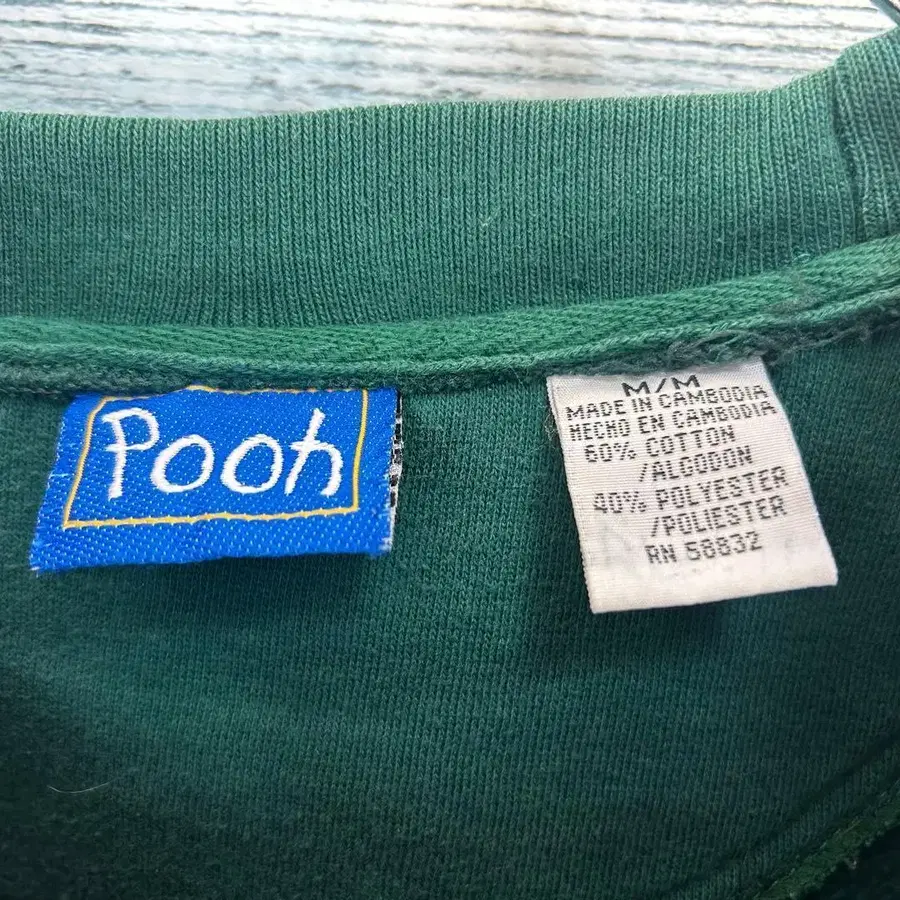 Pooh
M/M
MADE IN CAMBODIA
HECHO EN CAMBODIA
60% COTTON
/ALGODON
40% POLYESTER
/POLIESTER
RN 58832